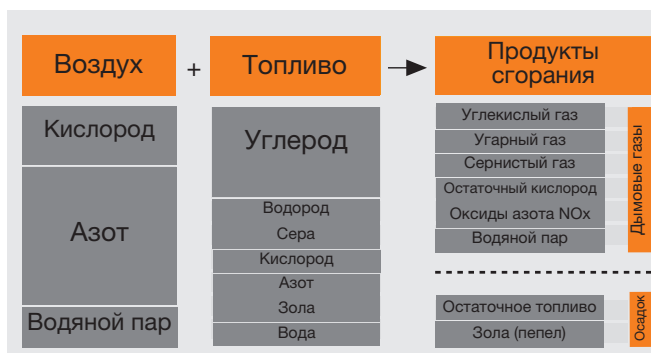 Воздух
+
Топливо
Продукты
сгорания
Кислород
Азот
Водяной пар
Углерод
Водород
Сера
Кислород
Азот
Зола
Вода
Углекислый газ
Угарный газ
Сернистый газ
Остаточный кислород
Оксиды азота NOx
Водяной пар
Дымовые газы
Остаточное топливо
Зола (пепел)
Осадок